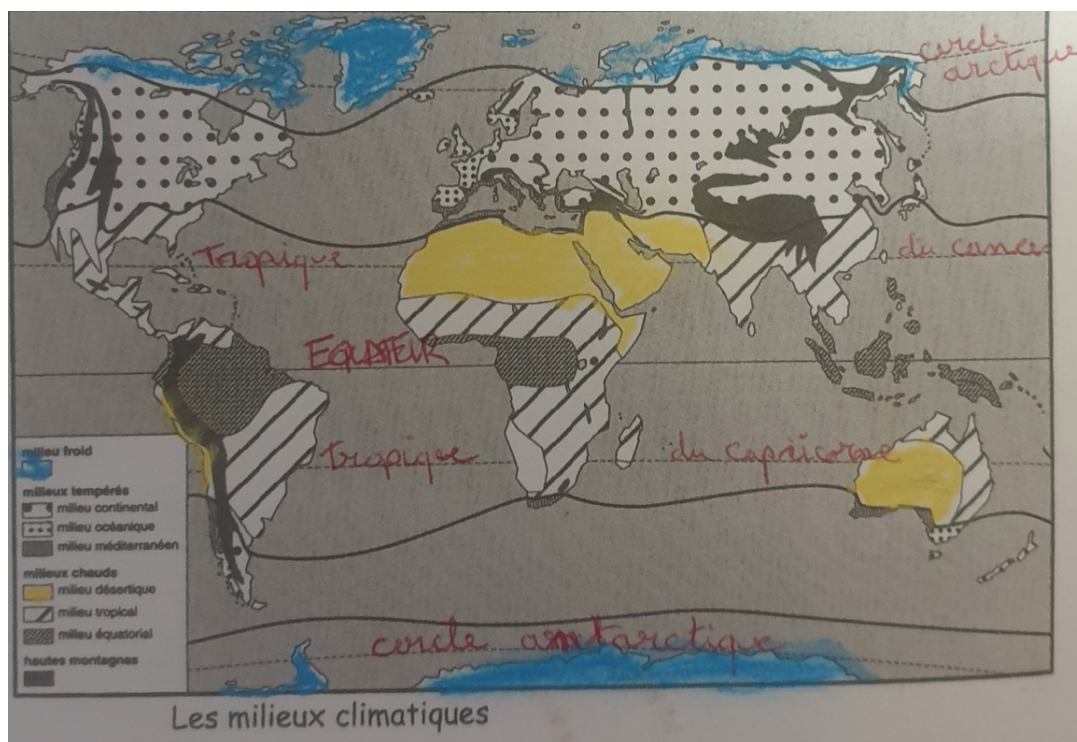 cercle
arctique
Tropique du cance
EQUATEUR
tropique du capricorne
cercle antarctique
milieu froid
milieux tempérés
milieu continental
milieu océanique
milieu méditerranéen
milieux chauds
milieu désertique
milieu tropical
milieu équatorial
hautes montagnes
Les milieux climatiques